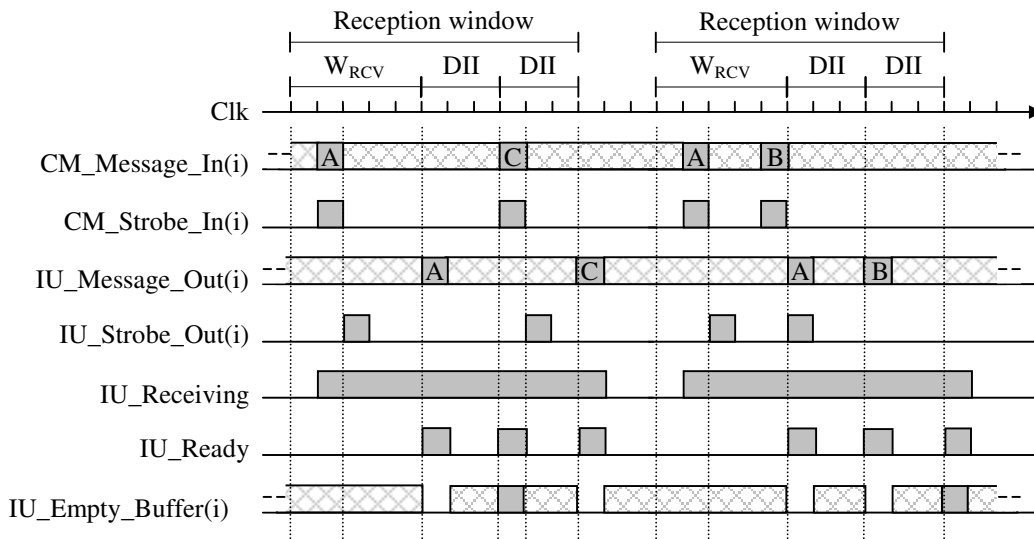 Reception window Reception window
W_RCV DII DII W_RCV DII DII
Clk
CM_Message_In(i) A C A B
CM_Strobe_In(i)
IU_Message_Out(i) A C A B
IU_Strobe_Out(i)
IU_Receiving
IU_Ready
IU_Empty_Buffer(i)